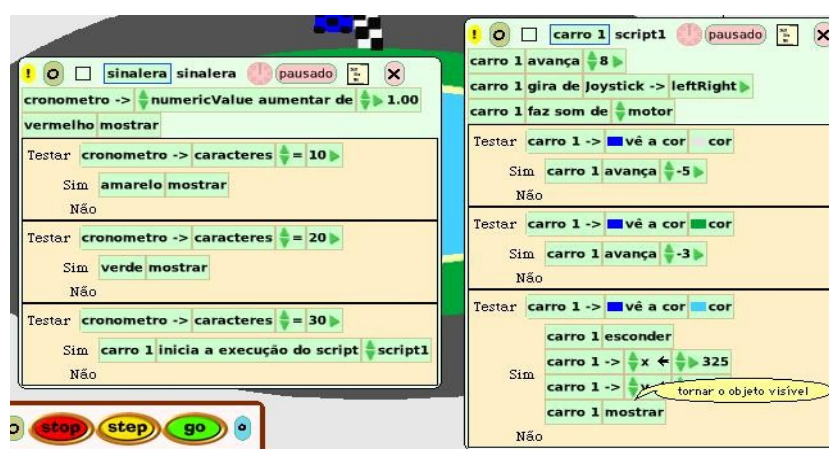 ! sinalera sinalera pausado
cronometro -> numericValue aumentar de 1.00
vermelho mostrar
Testar cronometro -> caracteres = 10
Sim amarelo mostrar
Não
Testar cronometro -> caracteres = 20
Sim verde mostrar
Não
Testar cronometro -> caracteres = 30
Sim carro 1 inicia a execução do script script1
Não
stop step go
! carro 1 script1 pausado
carro 1 avança 8
carro 1 gira de Joystick -> leftRight
carro 1 faz som de motor
Testar carro 1 -> vê a cor cor
Sim carro 1 avança -5
Não
Testar carro 1 -> vê a cor cor
Sim carro 1 avança -3
Não
Testar carro 1 -> vê a cor cor
carro 1 esconder
carro 1 -> x ← 325
Sim
carro 1 ->
tornar o objeto visível
carro 1 mostrar
Não